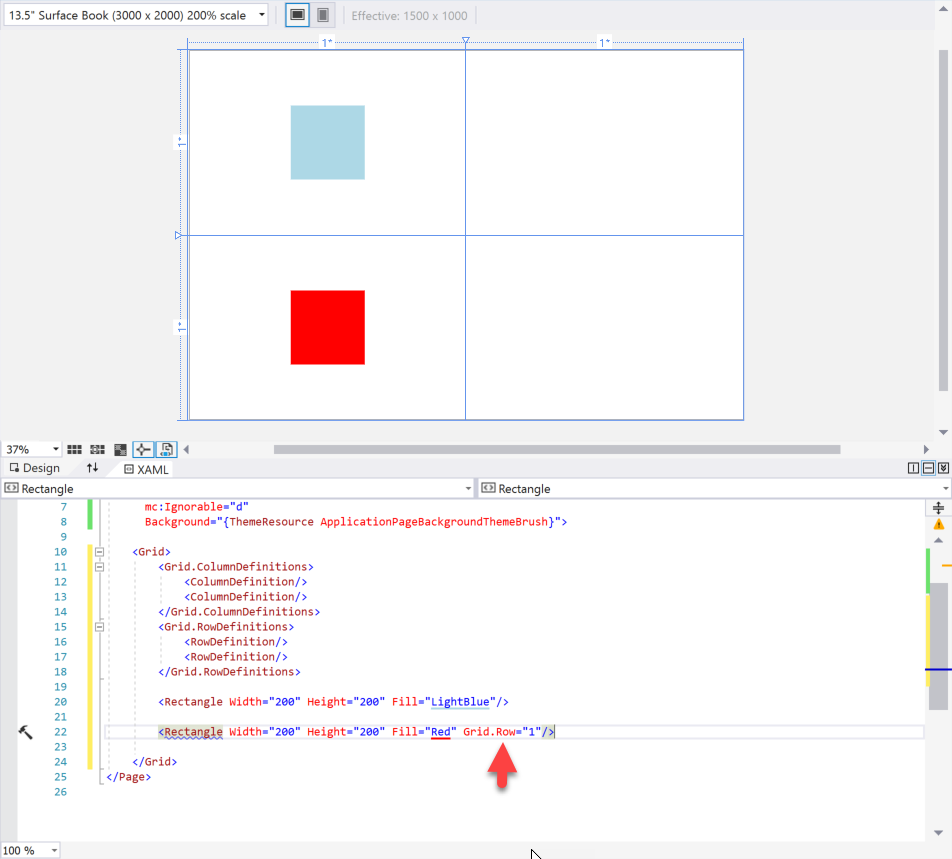 13.5" Surface Book (3000 x 2000) 200% scale
Effective: 1500 x 1000
1*
1*
1*
1*
37%
Design
XAML
Rectangle
Rectangle
7 mc:Ignorable="d"
8 Background="{ThemeResource ApplicationPageBackgroundThemeBrush}">
9
10 <Grid>
11 <Grid.ColumnDefinitions>
12 <ColumnDefinition/>
13 <ColumnDefinition/>
14 </Grid.ColumnDefinitions>
15 <Grid.RowDefinitions>
16 <RowDefinition/>
17 <RowDefinition/>
18 </Grid.RowDefinitions>
19
20 <Rectangle Width="200" Height="200" Fill="LightBlue"/>
21
22 <Rectangle Width="200" Height="200" Fill="Red" Grid.Row="1"/>
23
24 </Grid>
25 </Page>
26
100 %